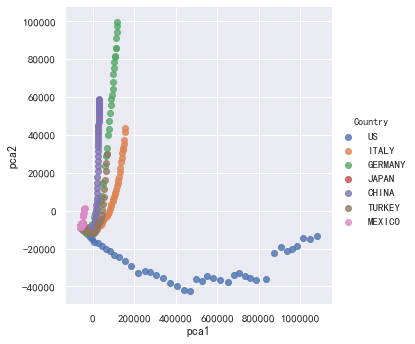 100000
80000
60000
40000
20000
0
−20000
−40000
pca2
0
200000
400000
600000
800000
1000000
pca1
Country
US
ITALY
GERMANY
JAPAN
CHINA
TURKEY
MEXICO